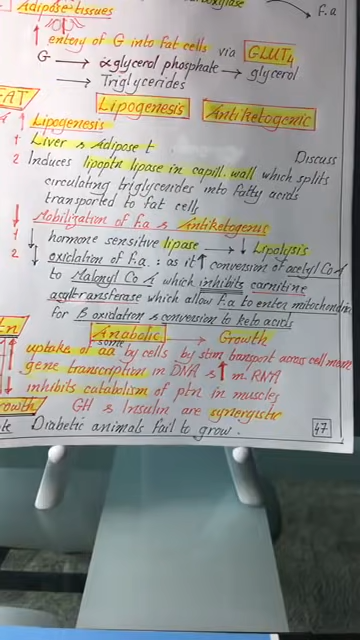 Adipose tissues
↑ entery of G into fat cells via GLUT4
G → α glycerol phosphate → glycerol
→ Triglycerides
F.a
FAT
Lipogenesis Antiketogenic
↑ Lipogenesis
1 Liver & Adipose t
Discuss
2 Induces lipoptn lipase in capill. wall which splits
circulating triglycerides into fatty acids
transported to fat cells
↓ Mobilization of F.a & Antiketogenic
1 ↓ hormone sensitive lipase → ↓ Lipolysis
2 ↓ oxidation of F.a. : as it ↑ conversion of acetyl Co A
to Malonyl Co A which inhibits carnitine
acyltransferase which allow F.a to enter mitochondria
for β oxidation & conversion to keto acids
Anabolic → Growth
↑ uptake of some aa by cells by stim transport across cell mem
gene transcription in DNA & ↑ m.RNA
↓ inhibits catabolism of ptn in muscles
Growth GH & Insulin are synergistic
Diabetic animals fail to grow.
47